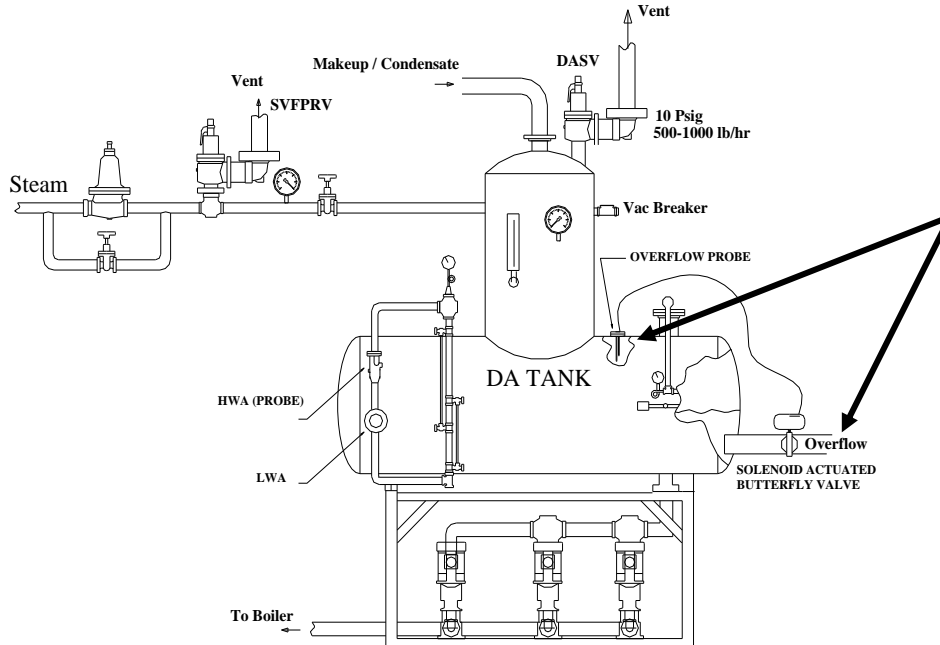 Vent
Makeup / Condensate
DASV
Vent
SVFPRV
10 Psig
500-1000 lb/hr
Steam
Vac Breaker
OVERFLOW PROBE
DA TANK
HWA (PROBE)
Overflow
LWA
SOLENOID ACTUATED
BUTTERFLY VALVE
To Boiler